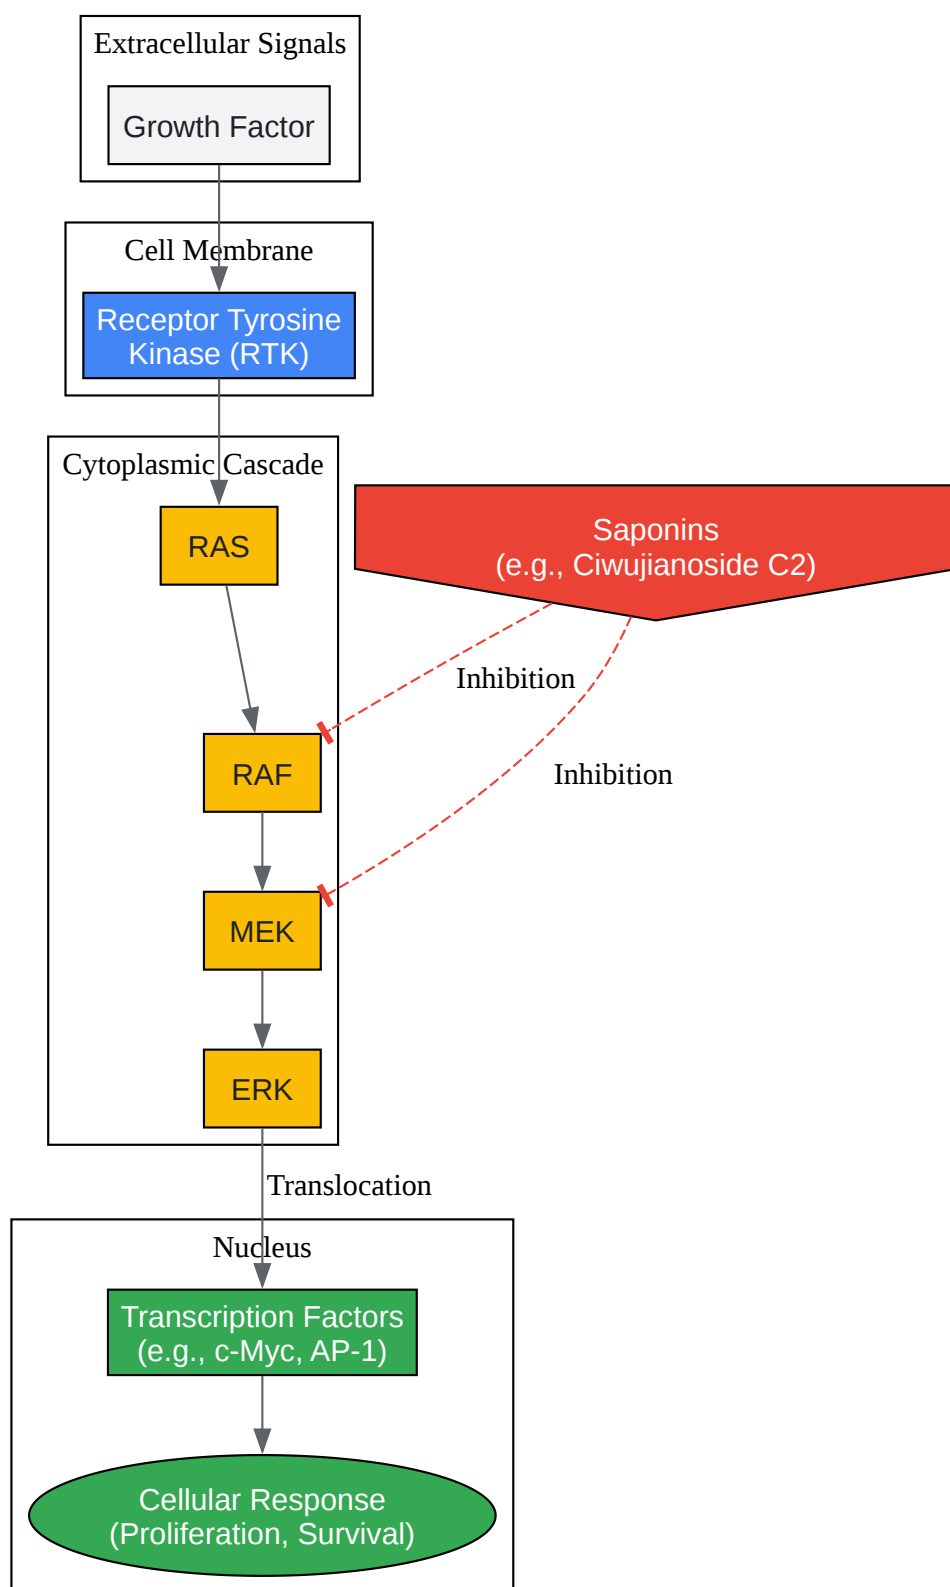 Extracellular Signals
Growth Factor
Cell Membrane
Receptor Tyrosine
Kinase (RTK)
Cytoplasmic Cascade
RAS
Saponins
(e.g., Ciwujianoside C2)
Inhibition
RAF
Inhibition
MEK
ERK
Translocation
Nucleus
Transcription Factors
(e.g., c-Myc, AP-1)
Cellular Response
(Proliferation, Survival)